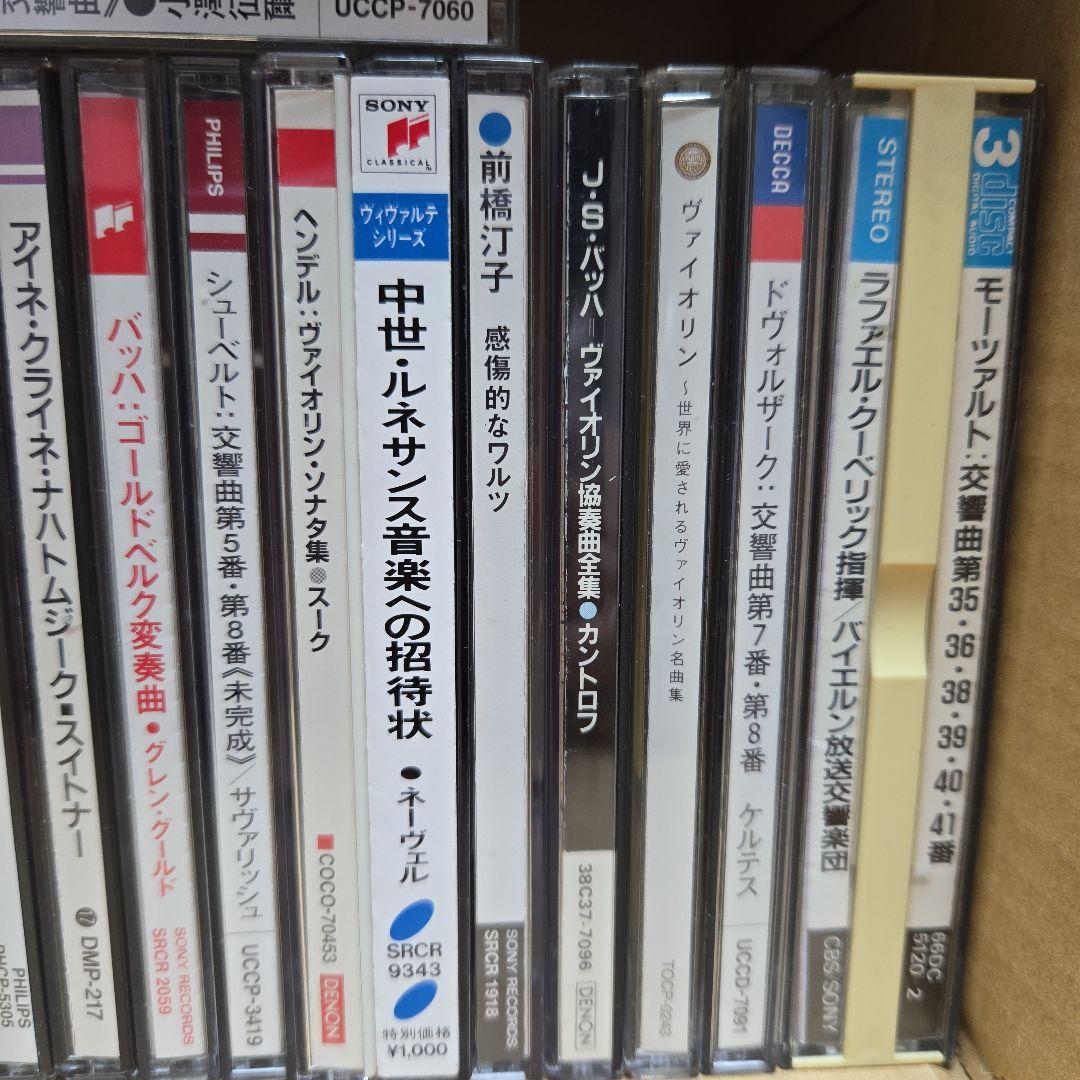 交響曲》●小澤征爾
UCCP-7060
PHILIPS
PHCP-5305
アイネ・クライネ・ナハトムジーク■スイトナー
⑰ DMP-217
バッハ：ゴールドベルク変奏曲●グレン・グールド
SONY RECORDS
SRCR 2059
PHILIPS
シューベルト：交響曲第5番・第8番《未完成》／サヴァリッシュ
UCCP-3419
ヘンデル：ヴァイオリン・ソナタ集●スーク
COCO-70453
DENON
SONY
CLASSICAL
ヴィヴァルテ
シリーズ
中世・ルネサンス音楽への招待状 ●ネーヴェル
SRCR
9343
特別価格
¥1,000
●前橋汀子 感傷的なワルツ
SONY RECORDS
SRCR 1918
J・S・バッハ＝ヴァイオリン協奏曲全集●カントロフ
38C37-7096
DENON
ヴァイオリン ～世界に愛されるヴァイオリン名曲集
DECCA
ドヴォルザーク：交響曲第7番・第8番 ケルテス
UCCD-7091
STEREO
ラファエル・クーベリック指揮／バイエルン放送交響楽団
CBS/SONY
3
COMPACT
disc
DIGITAL AUDIO
モーツァルト：交響曲第35・36・38・39・40・41番
66DC
5120 2